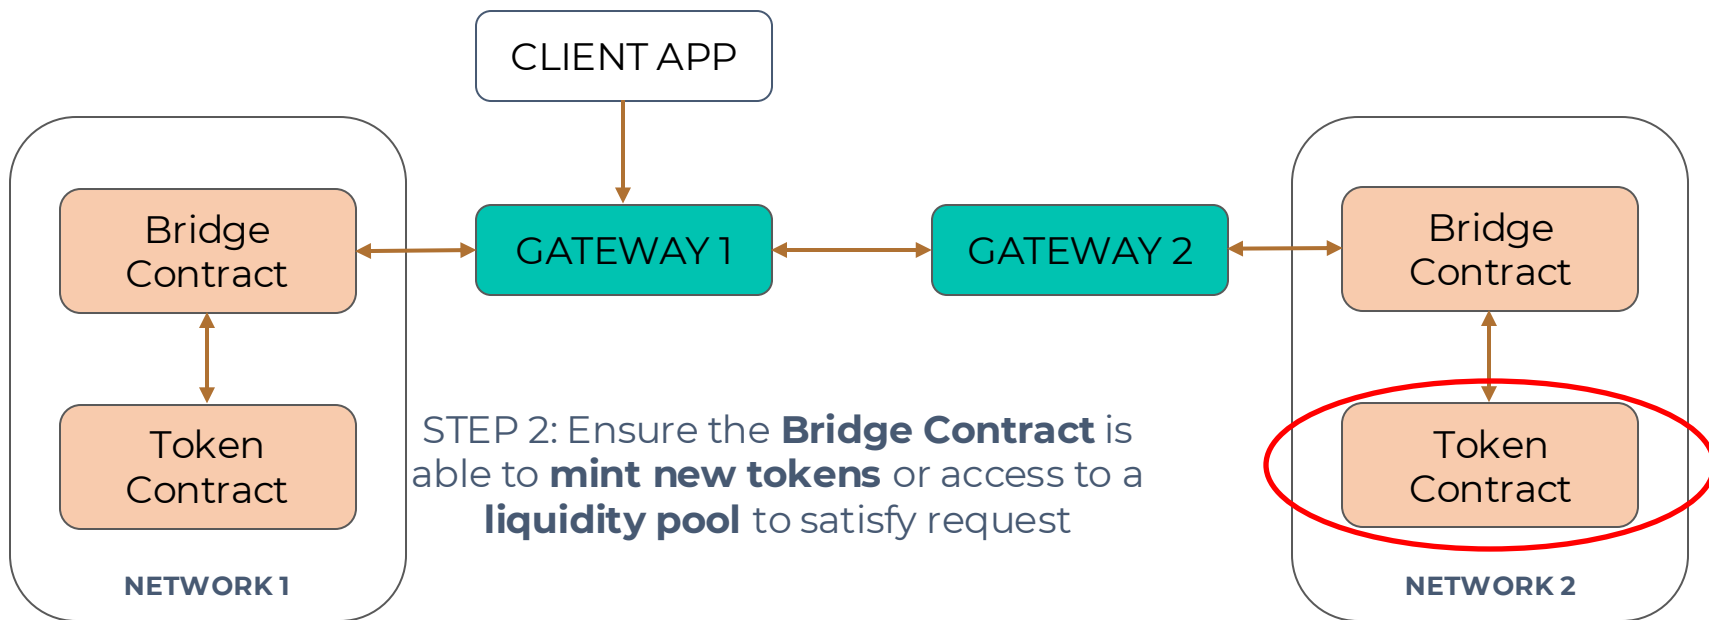 CLIENT APP
Bridge
Contract
GATEWAY 1
GATEWAY 2
Bridge
Contract
Token
Contract
STEP 2: Ensure the Bridge Contract is
able to mint new tokens or access to a
liquidity pool to satisfy request
Token
Contract
NETWORK 1
NETWORK 2